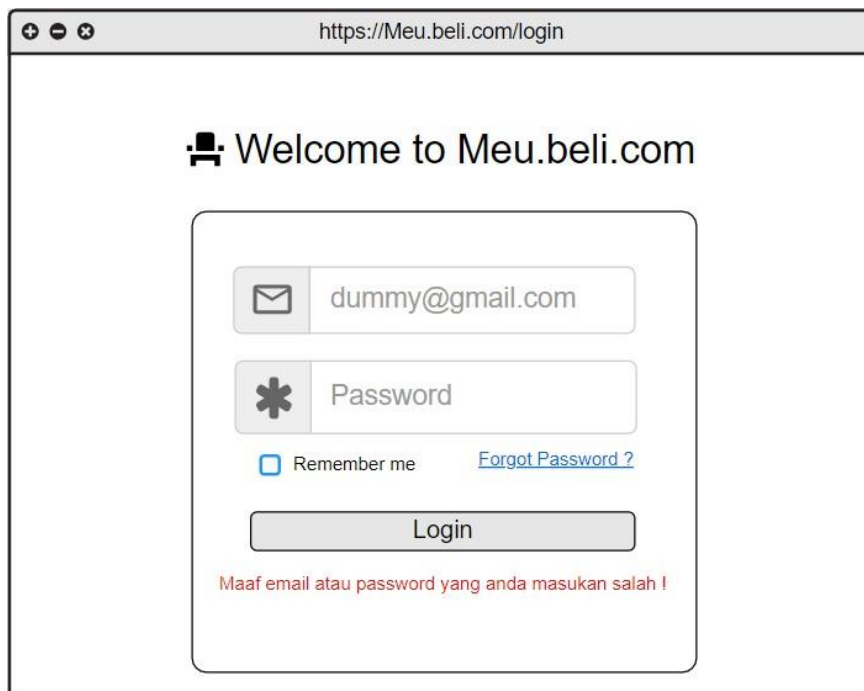 https://Meu.beli.com/login
Welcome to Meu.beli.com
dummy@gmail.com
Password
Remember me Forgot Password ?
Login
Maaf email atau password yang anda masukan salah !